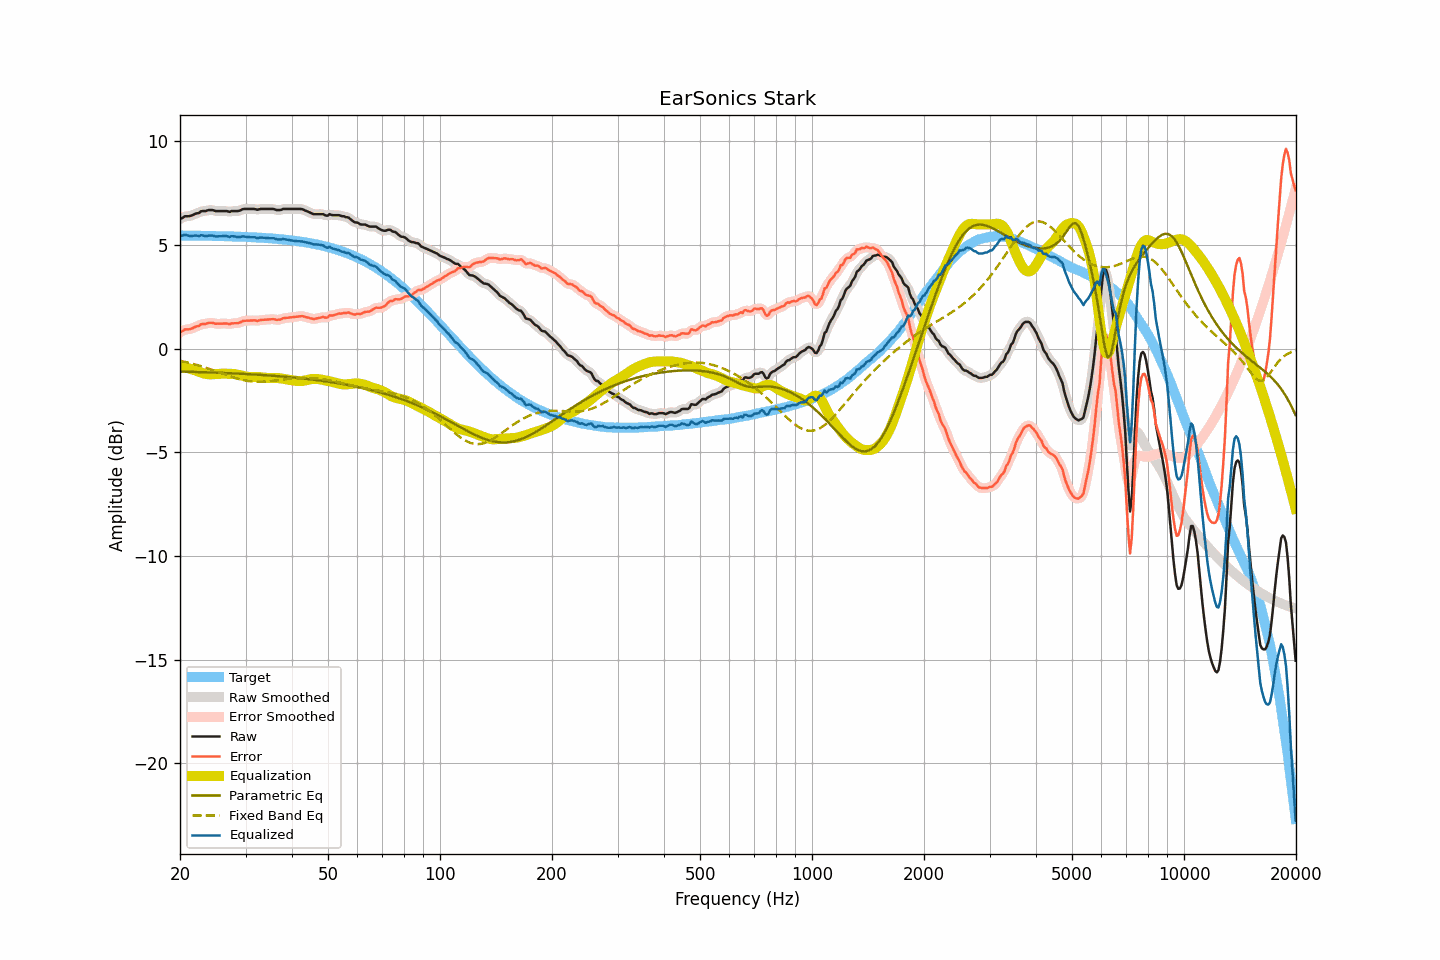 EarSonics Stark
Amplitude (dBr)
10
5
0
−5
−10
−15
−20
Target
Raw Smoothed
Error Smoothed
Raw
Error
Equalization
Parametric Eq
Fixed Band Eq
Equalized
20 50 100 200 500 1000 2000 5000 10000 20000
Frequency (Hz)